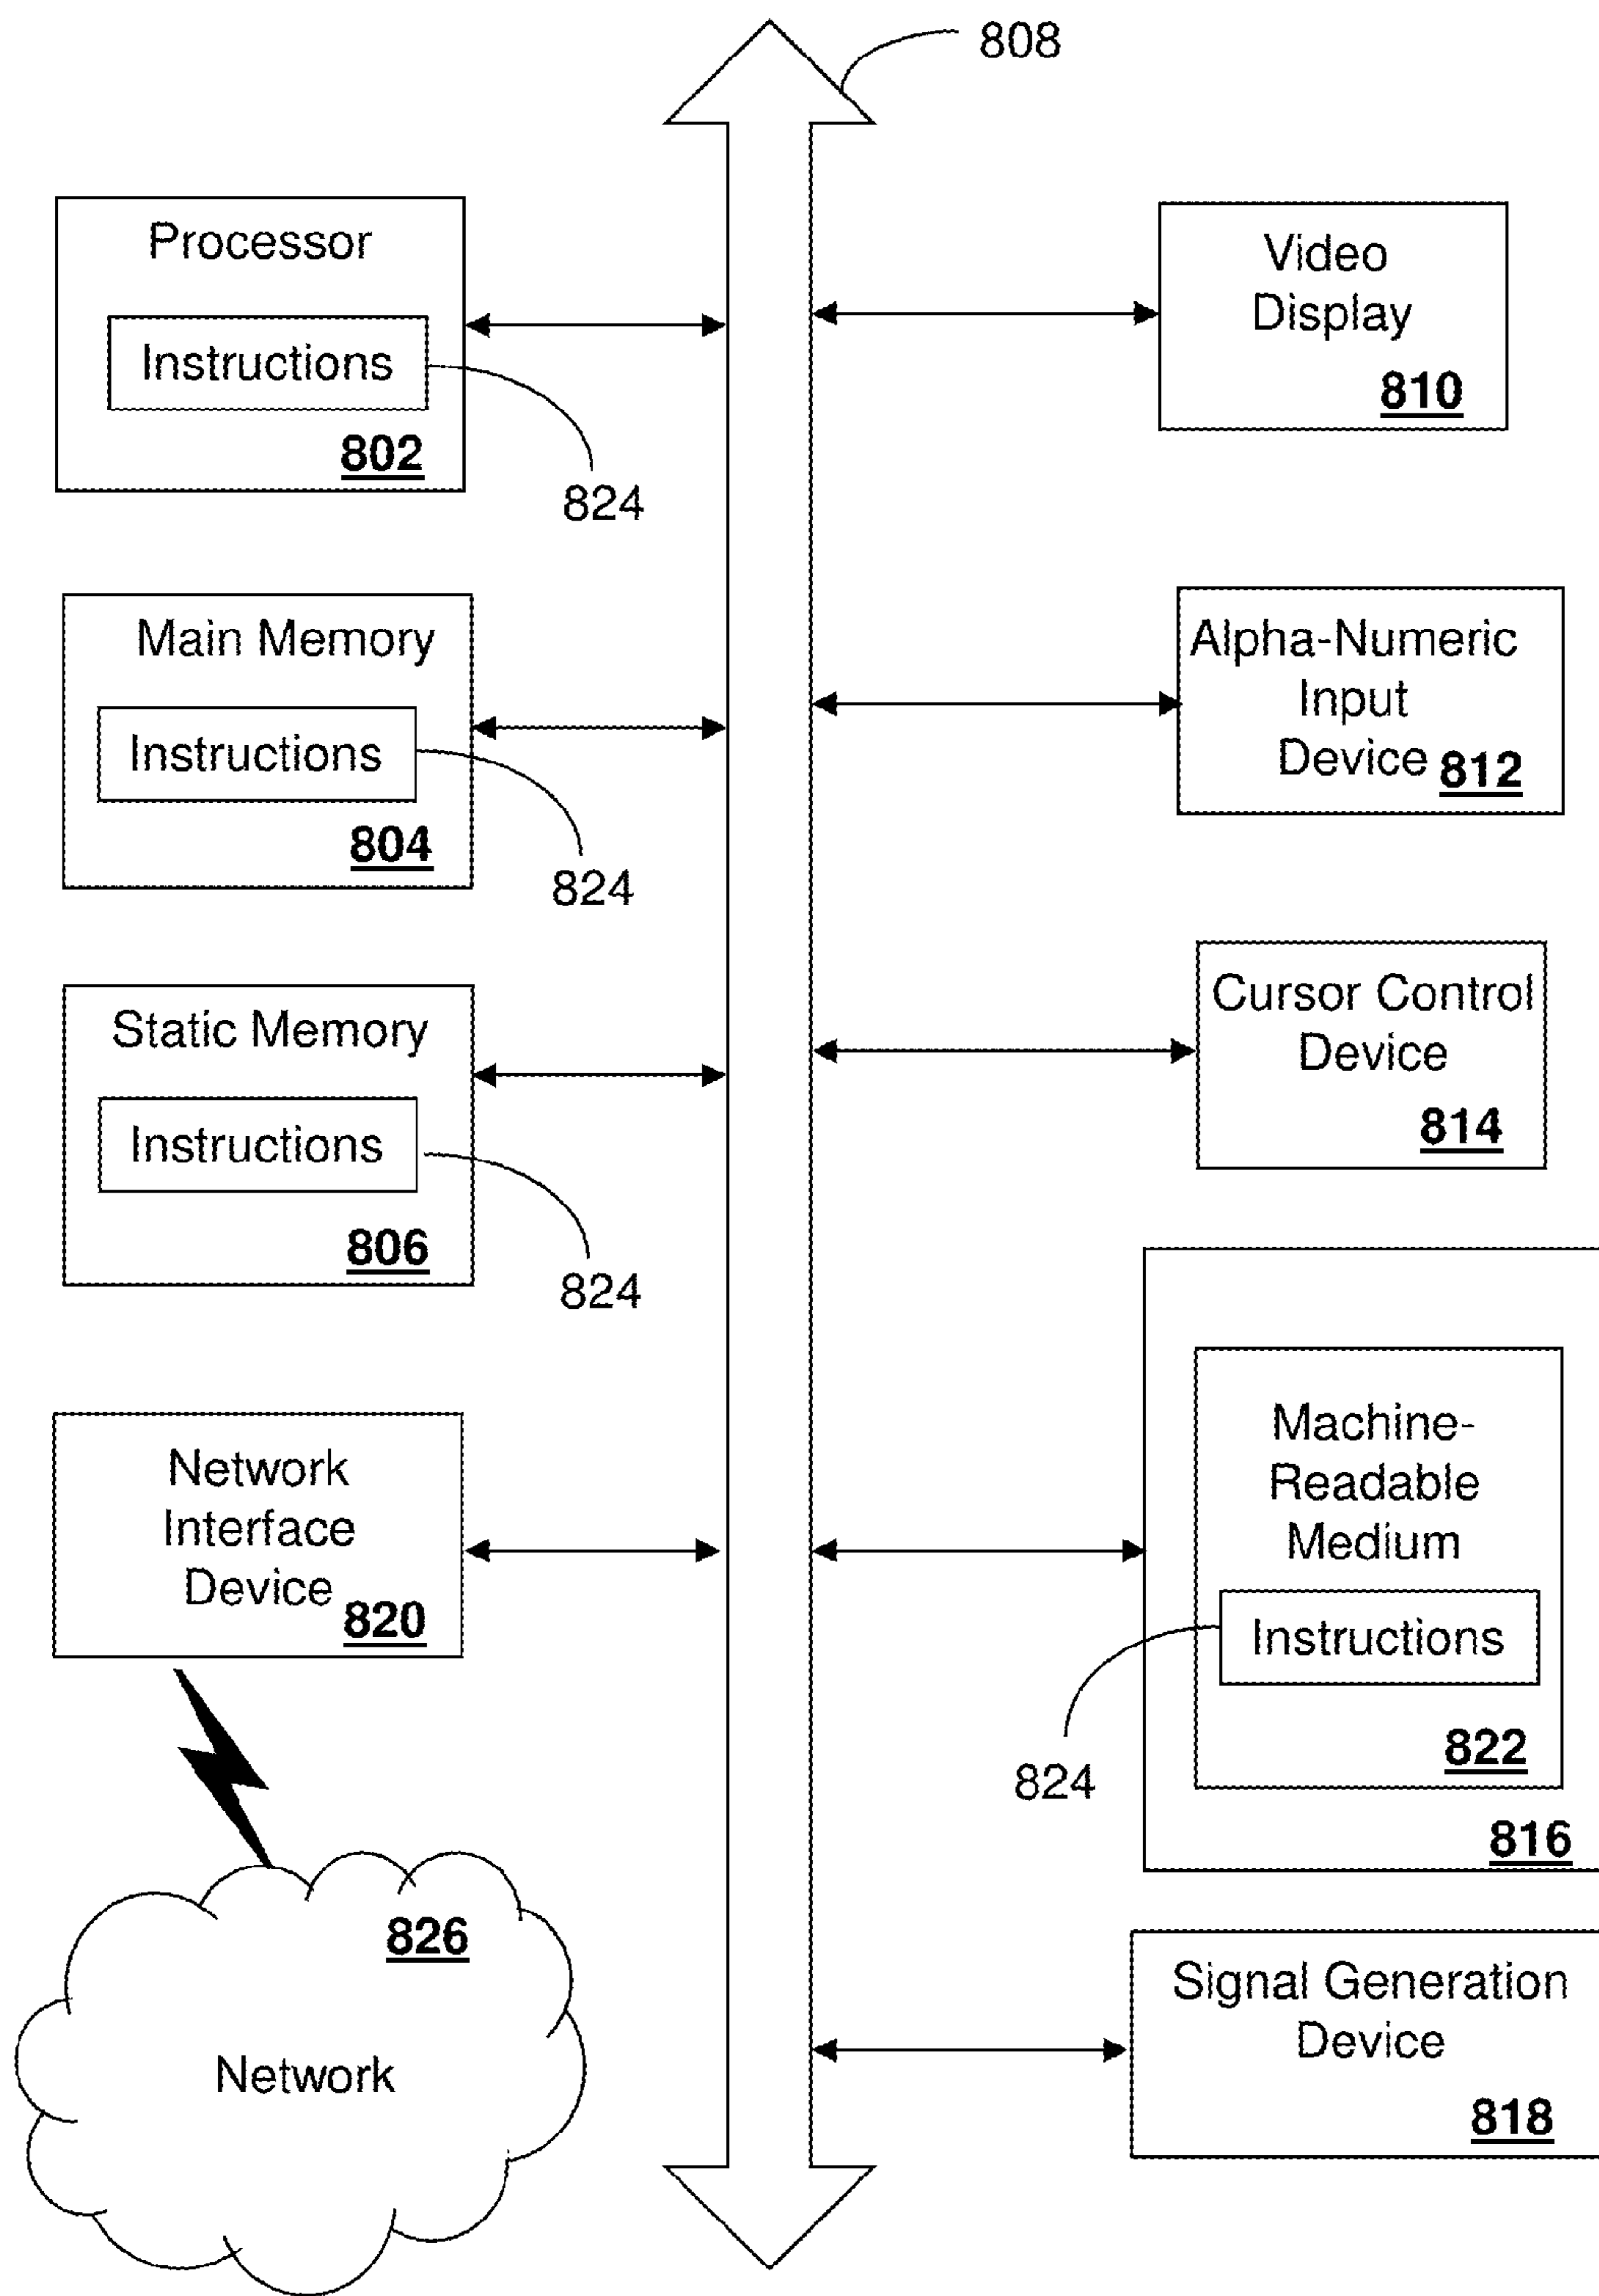 808
Processor
Instructions
802
824
Main Memory
Instructions
804
824
Static Memory
Instructions
806
824
Network
Interface
Device 820
826
Network
Video
Display
810
Alpha-Numeric
Input
Device 812
Cursor Control
Device
814
Machine-
Readable
Medium
Instructions
822
824
816
Signal Generation
Device
818